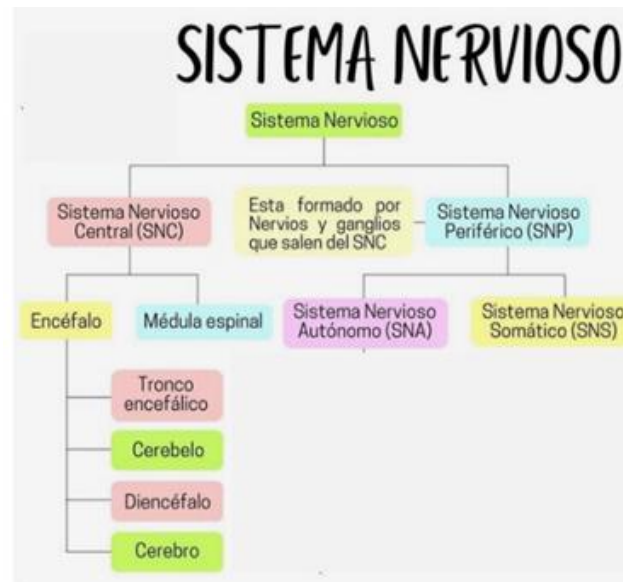 SISTEMA NERVIOSO
Sistema Nervioso
Sistema Nervioso
Central (SNC)
Esta formado por
Nervios y ganglios
que salen del SNC
Sistema Nervioso
Periférico (SNP)
Encéfalo
Médula espinal
Sistema Nervioso
Autónomo (SNA)
Sistema Nervioso
Somático (SNS)
Tronco
encefálico
Cerebelo
Diencéfalo
Cerebro